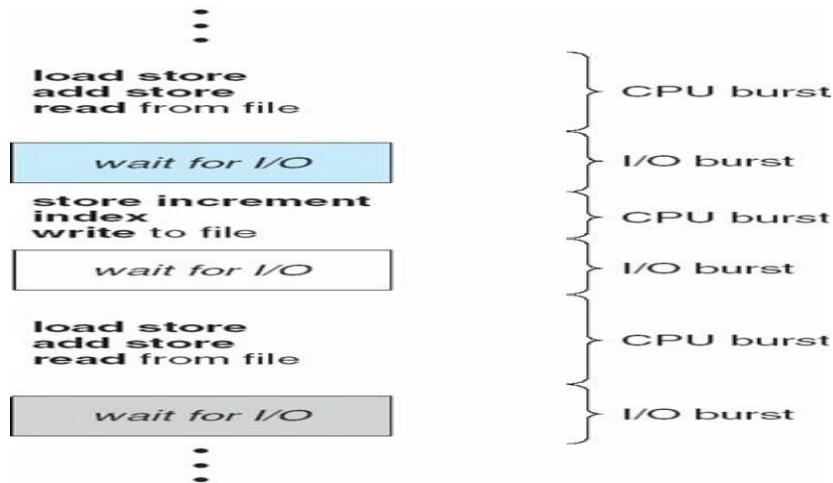 load store
add store
read from file
CPU burst
wait for I/O
I/O burst
store increment
index
write to file
CPU burst
wait for I/O
I/O burst
load store
add store
read from file
CPU burst
wait for I/O
I/O burst